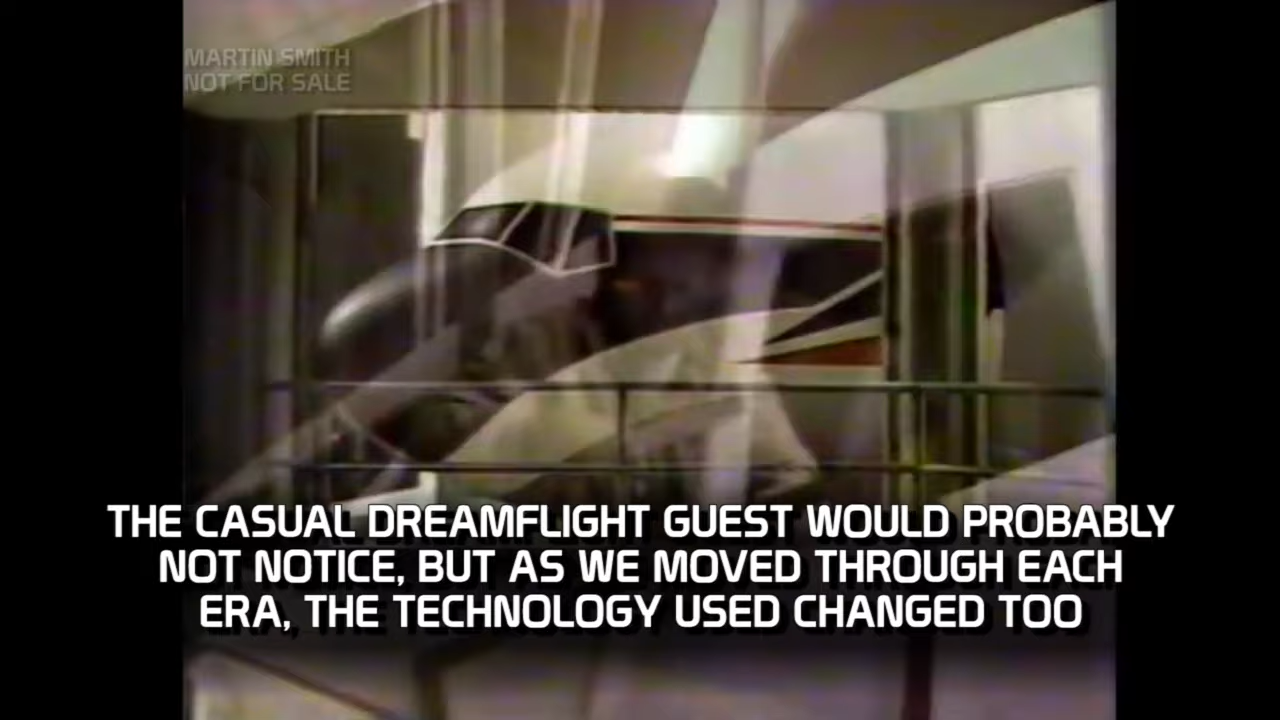 MARTIN SMITH
NOT FOR SALE
THE CASUAL DREAMFLIGHT GUEST WOULD PROBABLY
NOT NOTICE, BUT AS WE MOVED THROUGH EACH
ERA, THE TECHNOLOGY USED CHANGED TOO